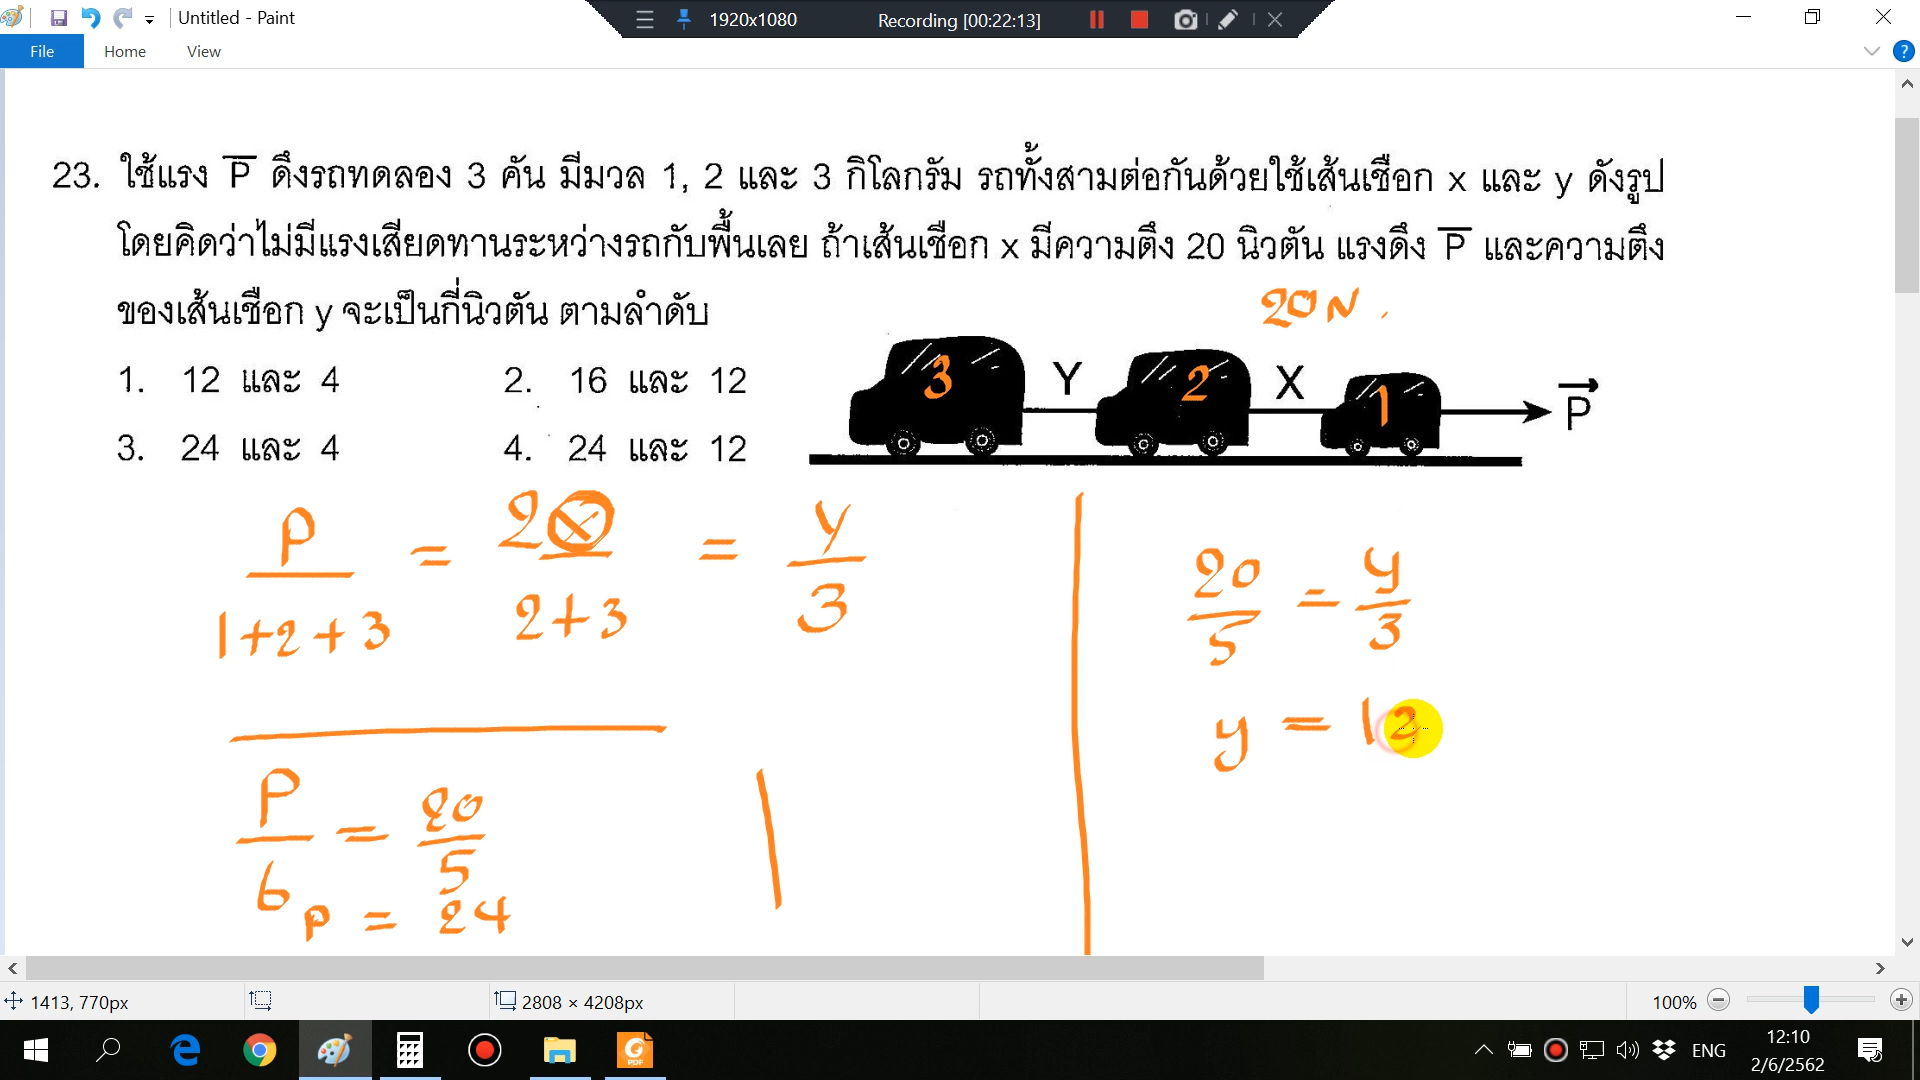 Untitled - Paint
1920x1080 Recording [00:22:13]
File Home View
23. ใช้แรง P ดึงรถทดลอง 3 คัน มีมวล 1, 2 และ 3 กิโลกรัม รถทั้งสามต่อกันด้วยใช้เส้นเชือก x และ y ดังรูป
โดยคิดว่าไม่มีแรงเสียดทานระหว่างรถกับพื้นเลย ถ้าเส้นเชือก x มีความตึง 20 นิวตัน แรงดึง P และความตึง
ของเส้นเชือก y จะเป็นกี่นิวตัน ตามลำดับ
20 N.
1. 12 และ 4 2. 16 และ 12
3. 24 และ 4 4. 24 และ 12
3 Y 2 X 1 P
P = 20 = y
1+2+3 2+3 3
20 = y
5 3
y = 12
P = 20
6 5
P = 24
1413, 770px 2808 × 4208px 100%
PDF
ENG 12:10
2/6/2562